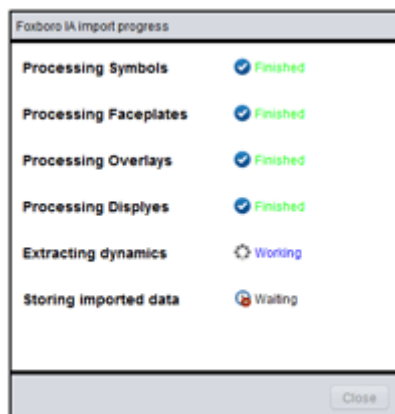 Foxboro IA import progress
Processing Symbols Finished
Processing Faceplates Finished
Processing Overlays Finished
Processing Displyes Finished
Extracting dynamics Working
Storing imported data Waiting
Close